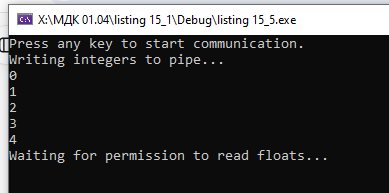 X:\МДК 01.04\listing 15_1\Debug\listing 15_5.exe
Press any key to start communication.
Writing integers to pipe...
0
1
2
3
4
Waiting for permission to read floats...